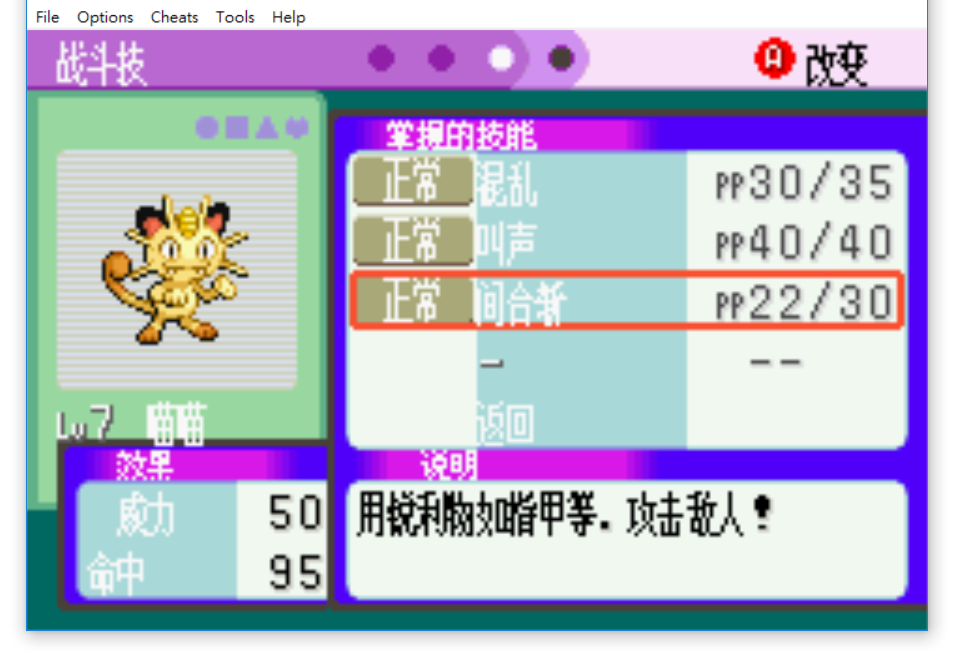 File Options Cheats Tools Help
战斗技 A 改变
掌握的技能
正常 混乱 PP30/35
正常 叫声 PP40/40
正常 间合斩 PP22/30
– --
返回
Lv7 喵喵
效果
威力 50
命中 95
说明
用锐利物如指甲等.攻击敌人!